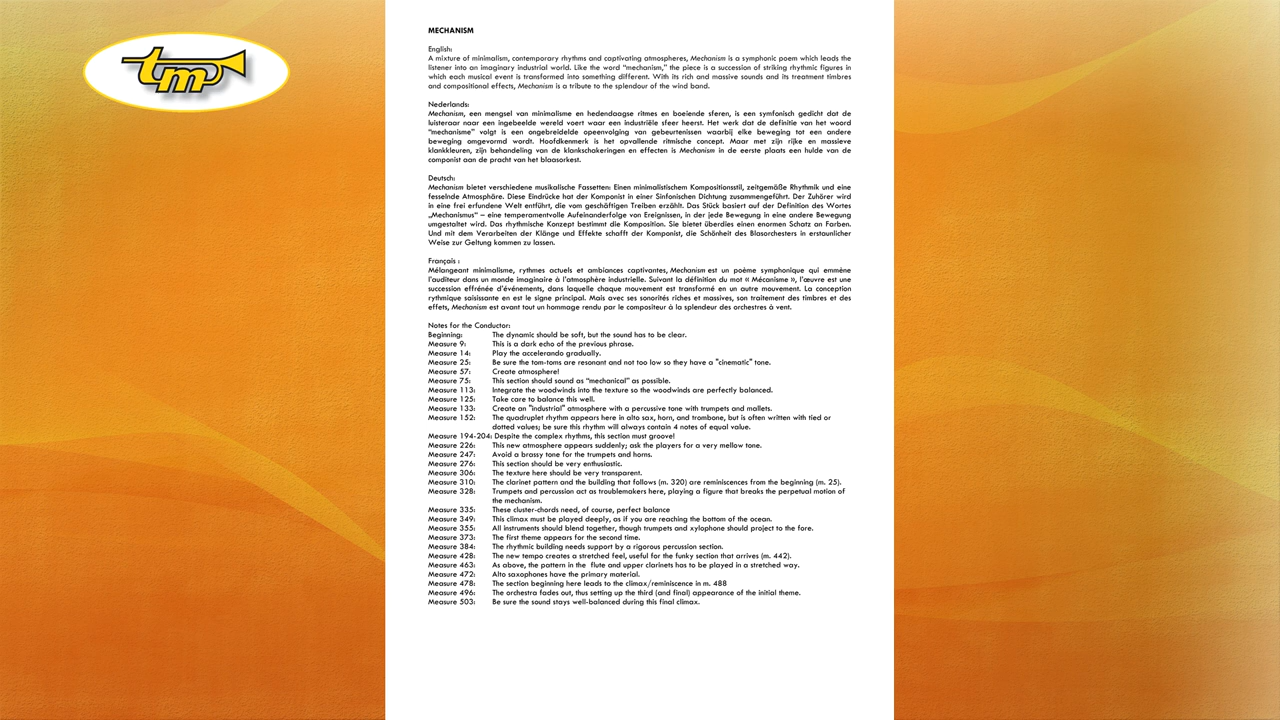 tm
MECHANISM
English:
A mixture of minimalism, contemporary rhythms and captivating atmospheres, Mechanism is a symphonic poem which leads the
listener into an imaginary industrial world. Like the word "mechanism," the piece is a succession of striking rhythmic figures in
which each musical event is transformed into something different. With its rich and massive sounds and its treatment timbres
and compositional effects, Mechanism is a tribute to the splendour of the wind band.
Nederlands:
Mechanism, een mengsel van minimalisme en hedendaagse ritmes en boeiende sferen, is een symfonisch gedicht dat de
luisteraar naar een ingebeelde wereld voert waar een industriële sfeer heerst. Het werk dat de definitie van het woord
"mechanisme" volgt is een ongebreidelde opeenvolging van gebeurtenissen waarbij elke beweging tot een andere
beweging omgevormd wordt. Hoofdkenmerk is het opvallende ritmische concept. Maar met zijn rijke en massieve
klankkleuren, zijn behandeling van de klankschakeringen en effecten is Mechanism in de eerste plaats een hulde van de
componist aan de pracht van het blaasorkest.
Deutsch:
Mechanism bietet verschiedene musikalische Fassetten: Einen minimalistischem Kompositionsstil, zeitgemäße Rhythmik und eine
fesselnde Atmosphäre. Diese Eindrücke hat der Komponist in einer Sinfonischen Dichtung zusammengeführt. Der Zuhörer wird
in eine frei erfundene Welt entführt, die vom geschäftigen Treiben erzählt. Das Stück basiert auf der Definition des Wortes
„Mechanismus“ – eine temperamentvolle Aufeinanderfolge von Ereignissen, in der jede Bewegung in eine andere Bewegung
umgestaltet wird. Das rhythmische Konzept bestimmt die Komposition. Sie bietet überdies einen enormen Schatz an Farben.
Und mit dem Verarbeiten der Klänge und Effekte schafft der Komponist, die Schönheit des Blasorchesters in erstaunlicher
Weise zur Geltung kommen zu lassen.
Français :
Mélangeant minimalisme, rythmes actuels et ambiances captivantes, Mechanism est un poème symphonique qui emmène
l'auditeur dans un monde imaginaire à l'atmosphère industrielle. Suivant la définition du mot « Mécanisme », l'œuvre est une
succession effrénée d'événements, dans laquelle chaque mouvement est transformé en un autre mouvement. La conception
rythmique saisissante en est le signe principal. Mais avec ses sonorités riches et massives, son traitement des timbres et des
effets, Mechanism est avant tout un hommage rendu par le compositeur à la splendeur des orchestres à vent.
Notes for the Conductor:
Beginning: The dynamic should be soft, but the sound has to be clear.
Measure 9: This is a dark echo of the previous phrase.
Measure 14: Play the accelerando gradually.
Measure 25: Be sure the tom-toms are resonant and not too low so they have a "cinematic" tone.
Measure 57: Create atmosphere!
Measure 75: This section should sound as "mechanical" as possible.
Measure 113: Integrate the woodwinds into the texture so the woodwinds are perfectly balanced.
Measure 125: Take care to balance this well.
Measure 133: Create an "industrial" atmosphere with a percussive tone with trumpets and mallets.
Measure 152: The quadruplet rhythm appears here in alto sax, horn, and trombone, but is often written with tied or
dotted values; be sure this rhythm will always contain 4 notes of equal value.
Measure 194-204: Despite the complex rhythms, this section must groove!
Measure 226: This new atmosphere appears suddenly; ask the players for a very mellow tone.
Measure 247: Avoid a brassy tone for the trumpets and horns.
Measure 276: This section should be very enthusiastic.
Measure 306: The texture here should be very transparent.
Measure 310: The clarinet pattern and the building that follows (m. 320) are reminiscences from the beginning (m. 25).
Measure 328: Trumpets and percussion act as troublemakers here, playing a figure that breaks the perpetual motion of
the mechanism.
Measure 335: These cluster-chords need, of course, perfect balance
Measure 349: This climax must be played deeply, as if you are reaching the bottom of the ocean.
Measure 355: All instruments should blend together, though trumpets and xylophone should project to the fore.
Measure 373: The first theme appears for the second time.
Measure 384: The rhythmic building needs support by a rigorous percussion section.
Measure 428: The new tempo creates a stretched feel, useful for the funky section that arrives (m. 442).
Measure 463: As above, the pattern in the flute and upper clarinets has to be played in a stretched way.
Measure 472: Alto saxophones have the primary material.
Measure 478: The section beginning here leads to the climax/reminiscence in m. 488
Measure 496: The orchestra fades out, thus setting up the third (and final) appearance of the initial theme.
Measure 503: Be sure the sound stays well-balanced during this final climax.